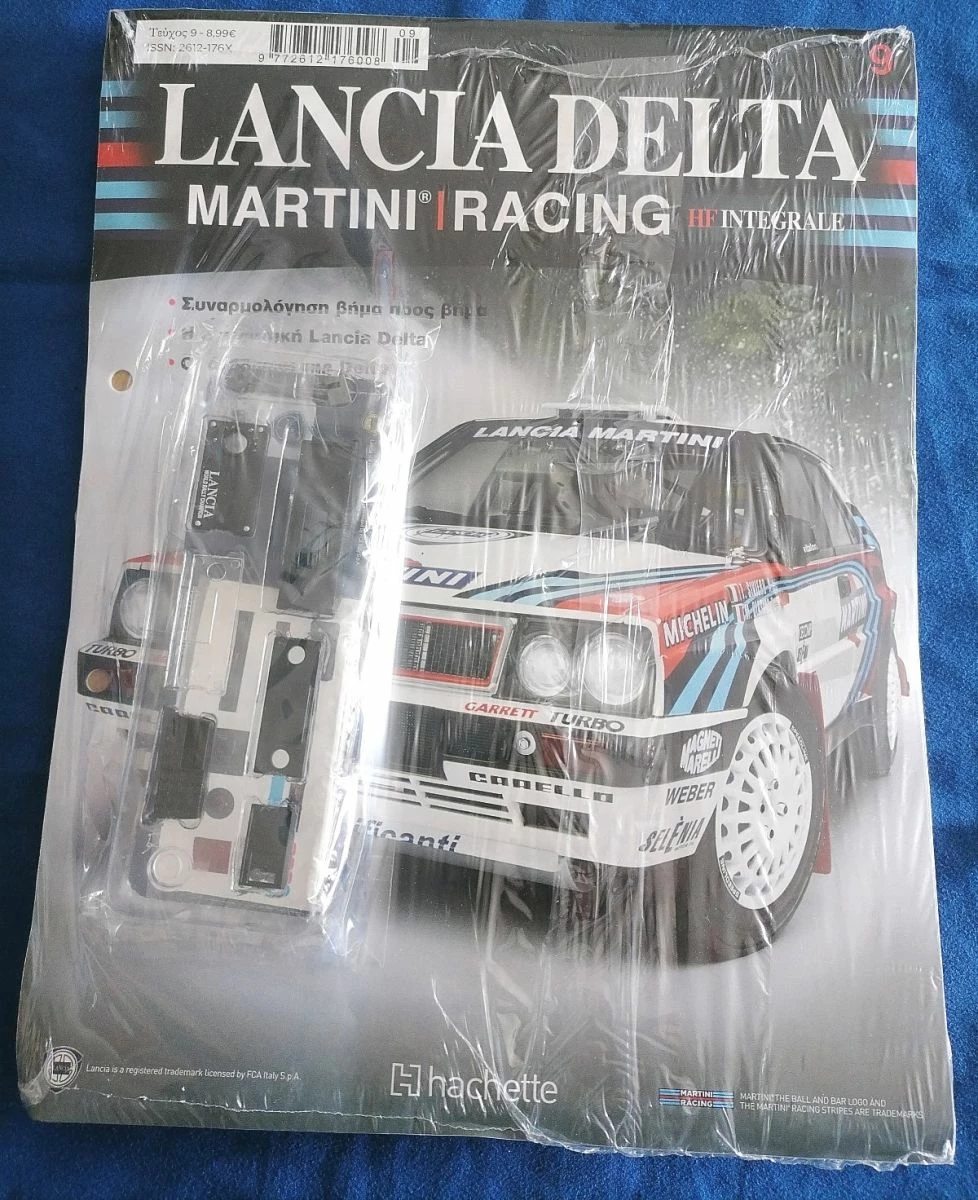 Τεύχος 9 - 8,99€
ISSN: 2612-176X
09
9 772612 176008
9
LANCIA DELTA
MARTINI® RACING HF INTEGRALE
• Συναρμολόγηση βήμα προς βήμα
• Η Lancia Delta
•
LANCIA MARTINI
LANCIA
MICHELIN
MARTINI
TURBO
GARRETT TURBO
MAGNETI
MARELLI
CARELLO
WEBER
SELÈNIA
Lancia is a registered trademark licensed by FCA Italy S.p.A.
hachette
MARTINI
RACING
MARTINI® THE BALL AND BAR LOGO AND
THE MARTINI® RACING STRIPES ARE TRADEMARKS